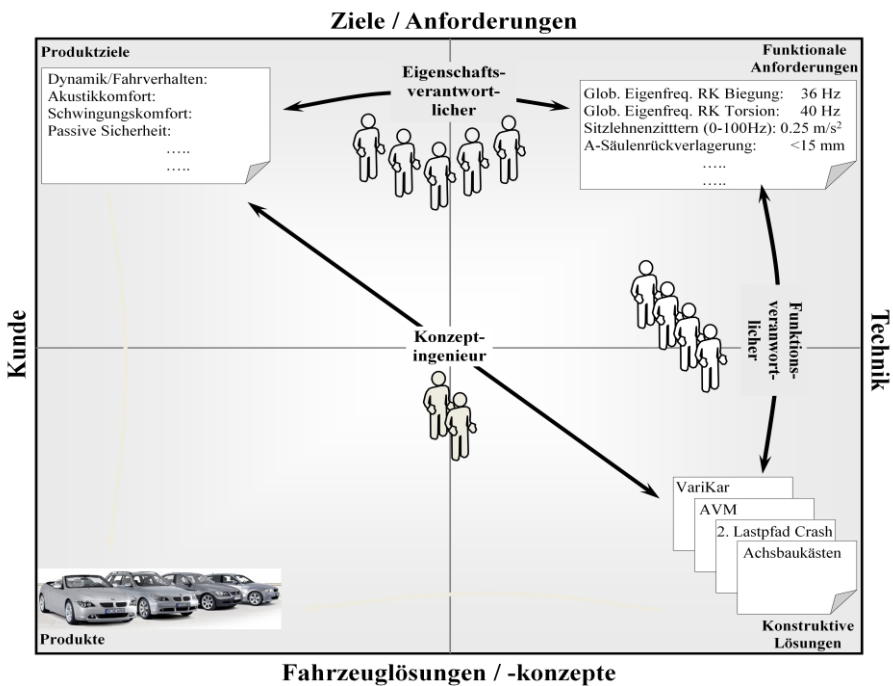 Ziele / Anforderungen
Produktziele
Dynamik/Fahrverhalten:
Akustikkomfort:
Schwingungskomfort:
Passive Sicherheit:
.....
.....
Eigenschafts-
verantwort-
licher
Funktionale
Anforderungen
Glob. Eigenfreq. RK Biegung: 36 Hz
Glob. Eigenfreq. RK Torsion: 40 Hz
Sitzlehnenzitttern (0-100Hz): 0.25 m/s²
A-Säulenrückverlagerung: <15 mm
.....
.....
Kunde
Konzept-
ingenieur
Funktions-
veranwort-
licher
Technik
VariKar
AVM
2. Lastpfad Crash
Achsbaukästen
Produkte
Konstruktive
Lösungen
Fahrzeuglösungen / -konzepte